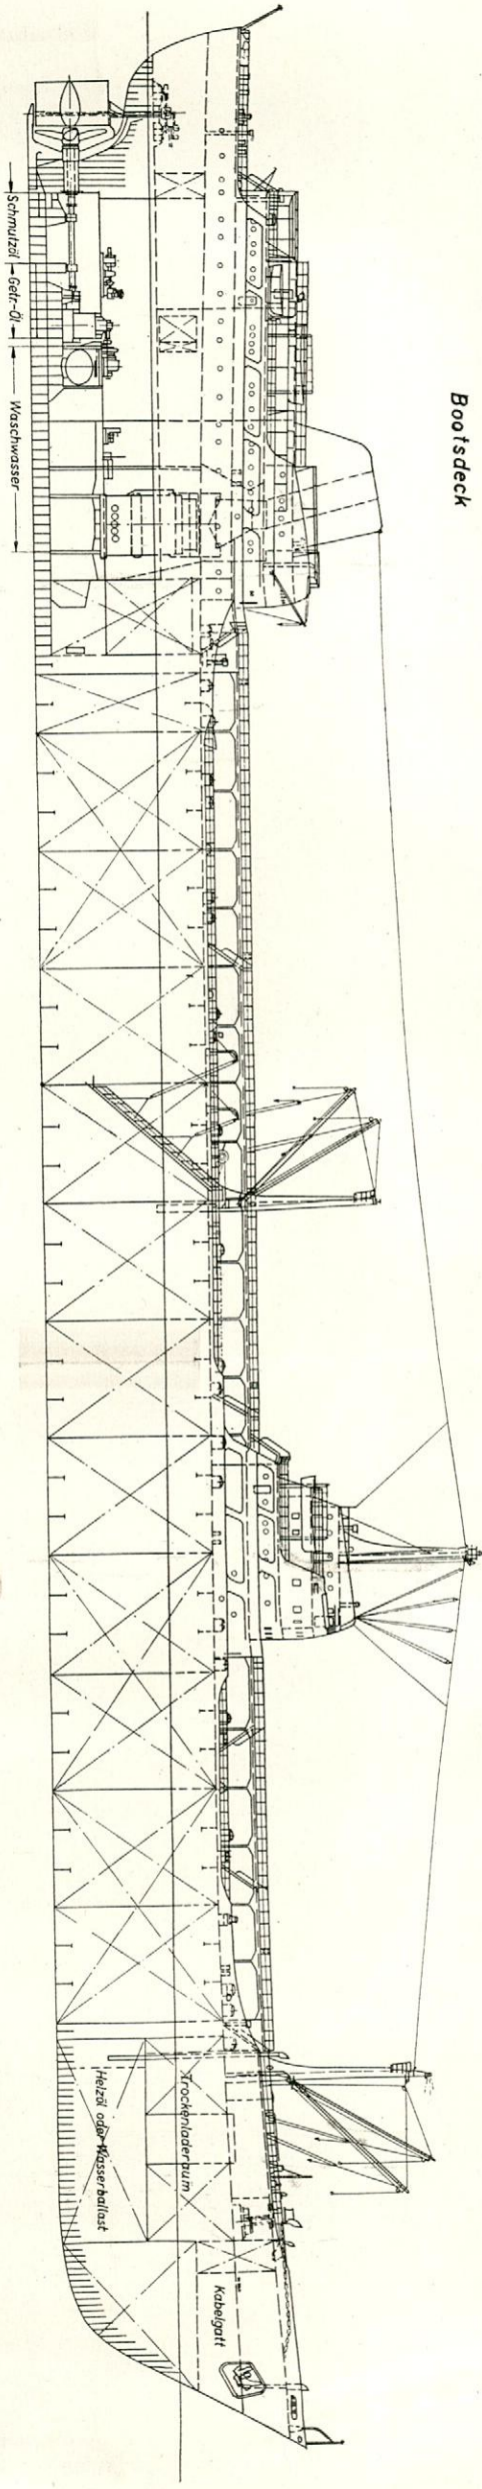 Bootsdeck
Schmutzöl
Getr.-Öl
Waschwasser
Trockenladeraum
Heizöl oder Wasserballast
Kabelgatt